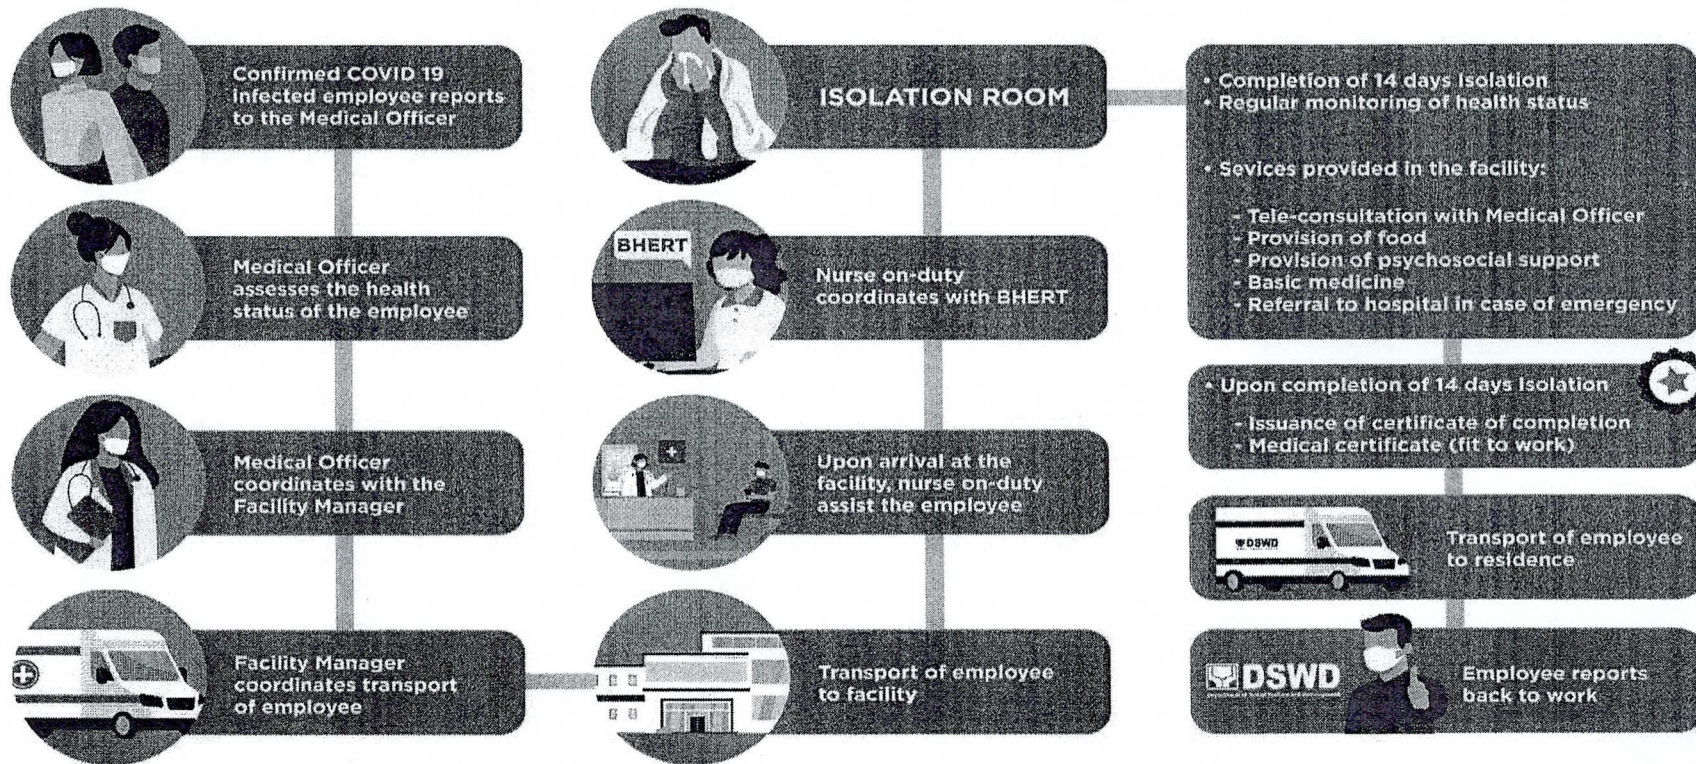 Confirmed COVID 19
infected employee reports
to the Medical Officer
Medical Officer
assesses the health
status of the employee
Medical Officer
coordinates with the
Facility Manager
Facility Manager
coordinates transport
of employee
Transport of employee
to facility
Upon arrival at the
facility, nurse on-duty
assist the employee
BHERT
Nurse on-duty
coordinates with BHERT
ISOLATION ROOM
• Completion of 14 days Isolation
• Regular monitoring of health status
• Sevices provided in the facility:
- Tele-consultation with Medical Officer
- Provision of food
- Provision of psychosocial support
- Basic medicine
- Referral to hospital in case of emergency
• Upon completion of 14 days Isolation
- Issuance of certificate of completion
- Medical certificate (fit to work)
DSWD
Transport of employee
to residence
DSWD
Department of Social Welfare and Development
Employee reports
back to work